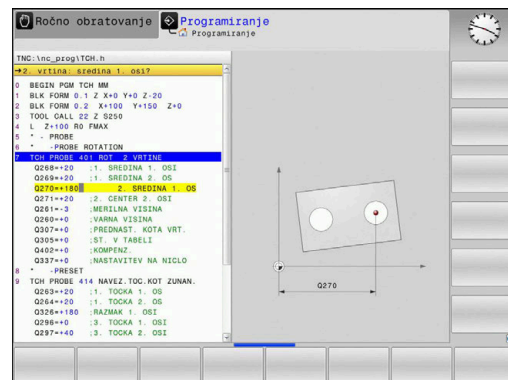 Ročno obratovanje
Programiranje
Programiranje
TNC:\nc_prog\TCH.h
→2. vrtina: sredina 1. osi?
0 BEGIN PGM TCH MM
1 BLK FORM 0.1 Z X+0 Y+0 Z-20
2 BLK FORM 0.2 X+100 Y+150 Z+0
3 TOOL CALL 22 Z S250
4 L Z+100 R0 FMAX
5 * - PROBE
6 * -PROBE ROTATION
7 TCH PROBE 401 ROT 2 VRTINE
Q268=+20 ;1. SREDINA 1. OSI
Q269=+20 ;1. SREDINA 2. OSI
Q270=+180 2. SREDINA 1. OS
Q271=+20 ;2. CENTER 2. OSI
Q261=-3 ;MERILNA VISINA
Q260=+0 ;VARNA VISINA
Q307=+0 ;PREDNAST. KOTA VRT.
Q305=+0 ;ST. V TABELI
Q402=+0 ;KOMPENZ.
Q337=+0 ;NASTAVITEV NA NICLO
8 * -PRESET
9 TCH PROBE 414 NAVEZ.TOC.KOT ZUNAN.
Q263=+20 ;1. TOCKA 1. OS
Q264=+20 ;1. TOCKA 2. OS
Q326=+180 ;RAZMAK 1. OSI
Q296=+0 ;3. TOCKA 1. OSI
Q297=+40 ;3. TOCKA 2. OSI
Q270